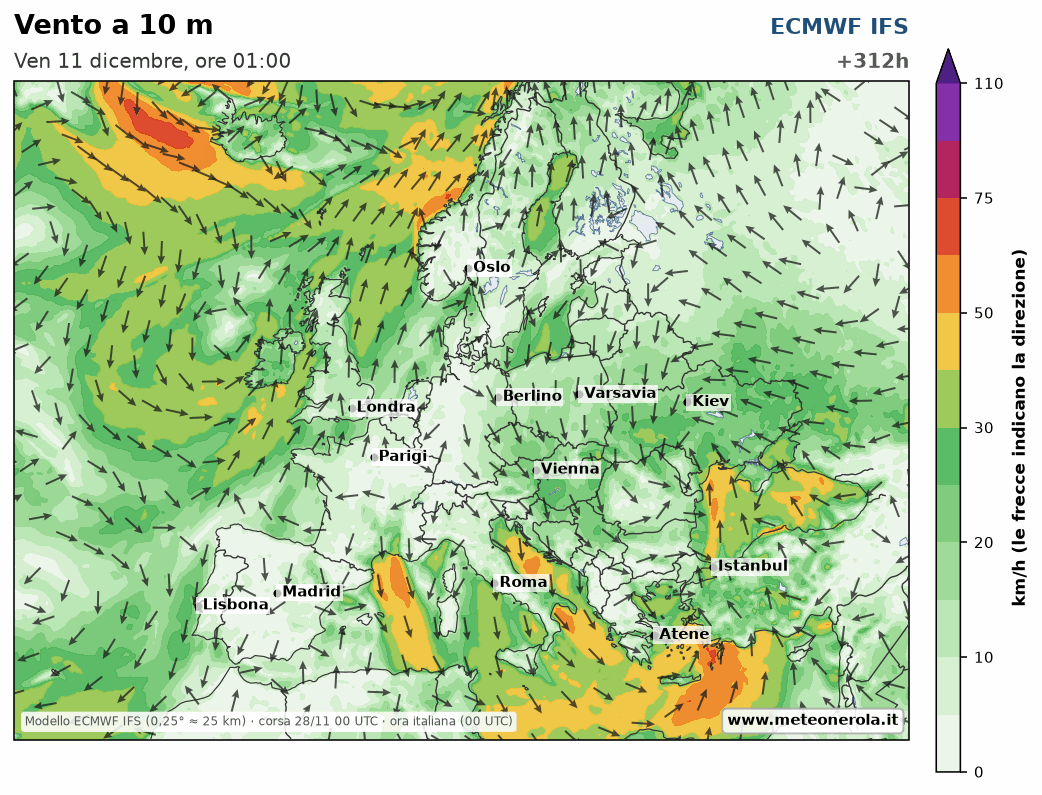 Vento a 10 m
ECMWF IFS
Ven 11 dicembre, ore 01:00
+312h
Oslo
Londra
Berlino
Varsavia
Kiev
Parigi
Vienna
Madrid
Lisbona
Roma
Istanbul
Atene
Modello ECMWF IFS (0,25° ≈ 25 km) · corsa 28/11 00 UTC · ora italiana (00 UTC)
www.meteonerola.it
110
75
50
30
20
10
0
km/h (le frecce indicano la direzione)